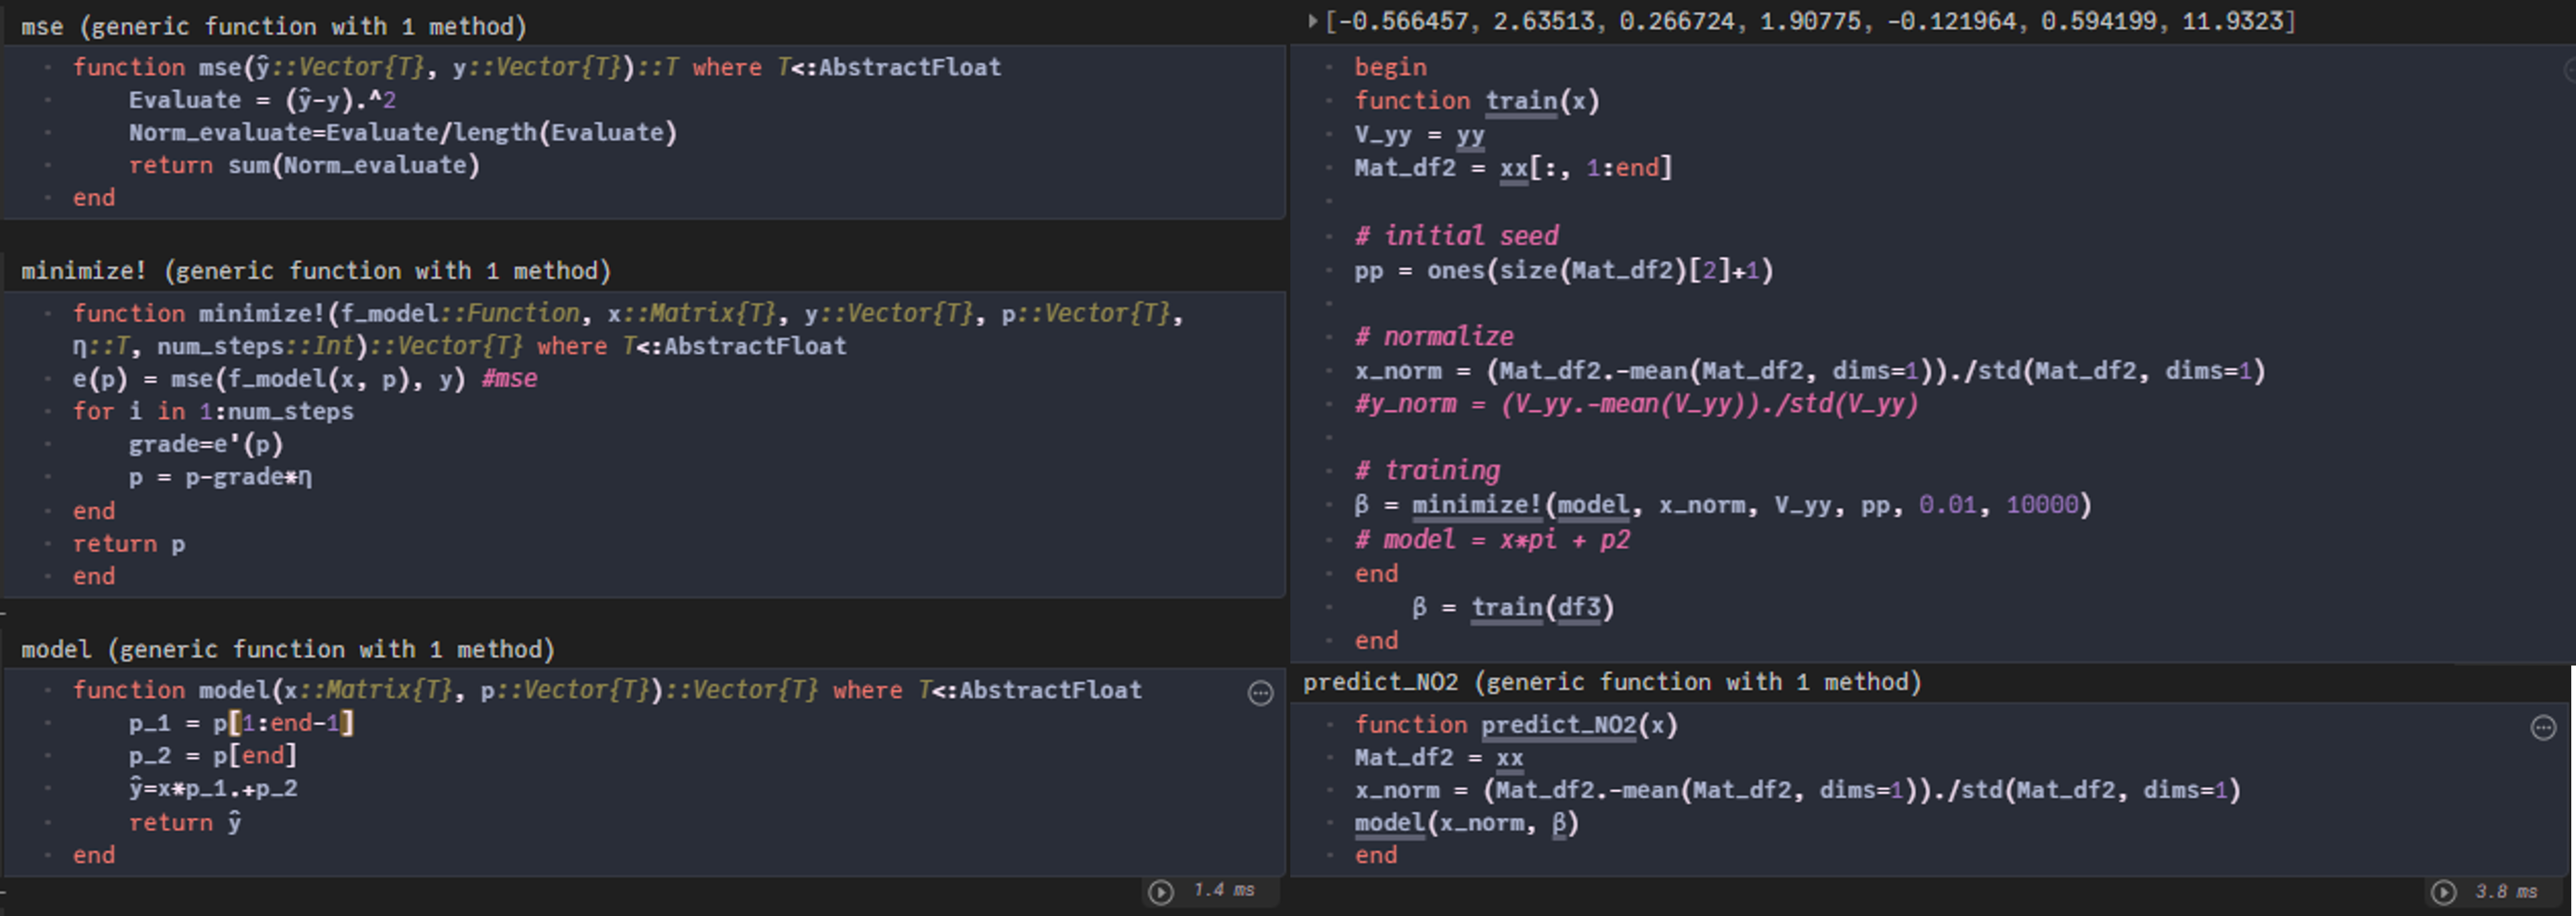 mse (generic function with 1 method)
function mse(ŷ::Vector{T}, y::Vector{T})::T where T<:AbstractFloat
Evaluate = (ŷ-y).^2
Norm_evaluate=Evaluate/length(Evaluate)
return sum(Norm_evaluate)
end
minimize! (generic function with 1 method)
function minimize!(f_model::Function, x::Matrix{T}, y::Vector{T}, p::Vector{T},
η::T, num_steps::Int)::Vector{T} where T<:AbstractFloat
e(p) = mse(f_model(x, p), y) #mse
for i in 1:num_steps
grade=e'(p)
p = p-grade*η
end
return p
end
model (generic function with 1 method)
function model(x::Matrix{T}, p::Vector{T})::Vector{T} where T<:AbstractFloat
p_1 = p[1:end-1]
p_2 = p[end]
ŷ=x*p_1.+p_2
return ŷ
end
1.4 ms
[-0.566457, 2.63513, 0.266724, 1.90775, -0.121964, 0.594199, 11.9323]
begin
function train(x)
V_yy = yy
Mat_df2 = xx[:, 1:end]
# initial seed
pp = ones(size(Mat_df2)[2]+1)
# normalize
x_norm = (Mat_df2.-mean(Mat_df2, dims=1))./std(Mat_df2, dims=1)
#y_norm = (V_yy.-mean(V_yy))./std(V_yy)
# training
β = minimize!(model, x_norm, V_yy, pp, 0.01, 10000)
# model = x*pi + p2
end
β = train(df3)
end
predict_NO2 (generic function with 1 method)
function predict_NO2(x)
Mat_df2 = xx
x_norm = (Mat_df2.-mean(Mat_df2, dims=1))./std(Mat_df2, dims=1)
model(x_norm, β)
end
3.8 ms